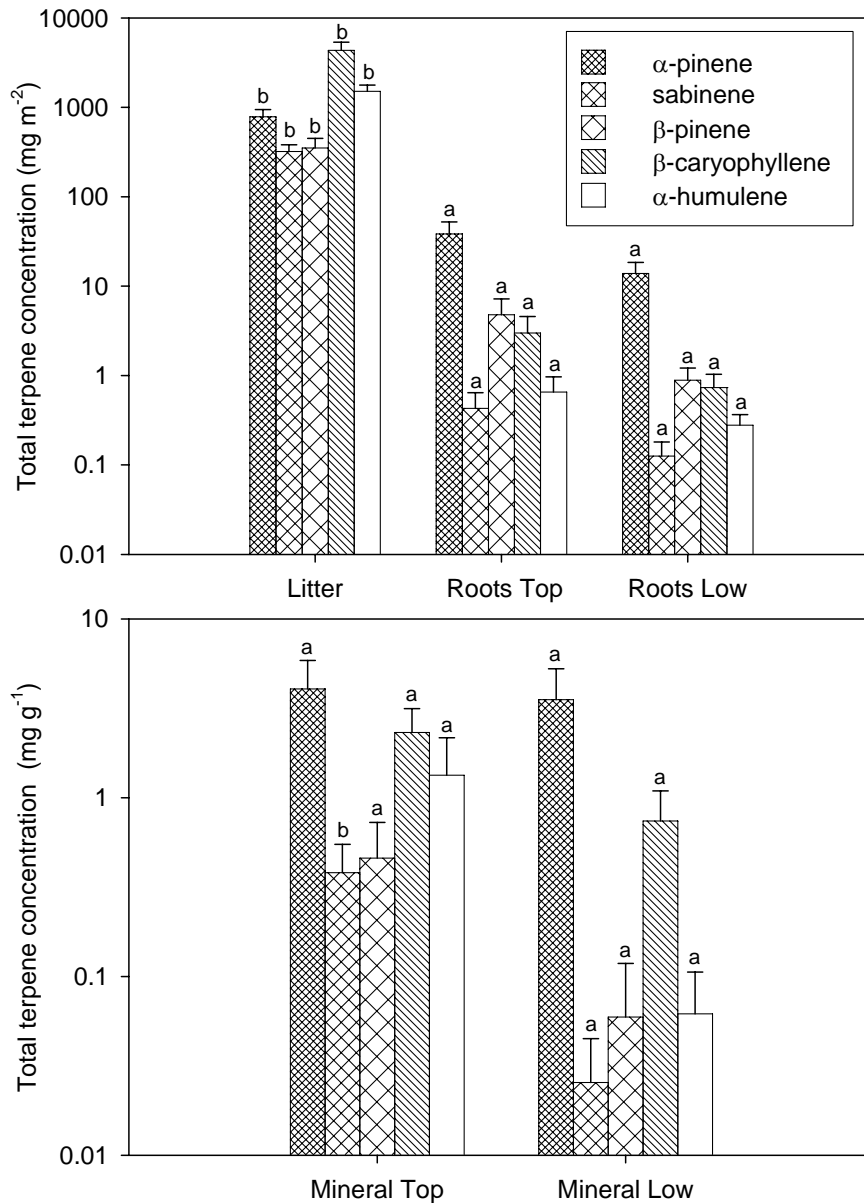 Total terpene concentration (mg m⁻²)
10000
1000
100
10
1
0.1
0.01
b b b b b
a a a a a
a a a a a
α-pinene
sabinene
β-pinene
β-caryophyllene
α-humulene
Litter Roots Top Roots Low
Total terpene concentration (mg g⁻¹)
10
1
0.1
0.01
a b a a a
a a a a a
Mineral Top Mineral Low